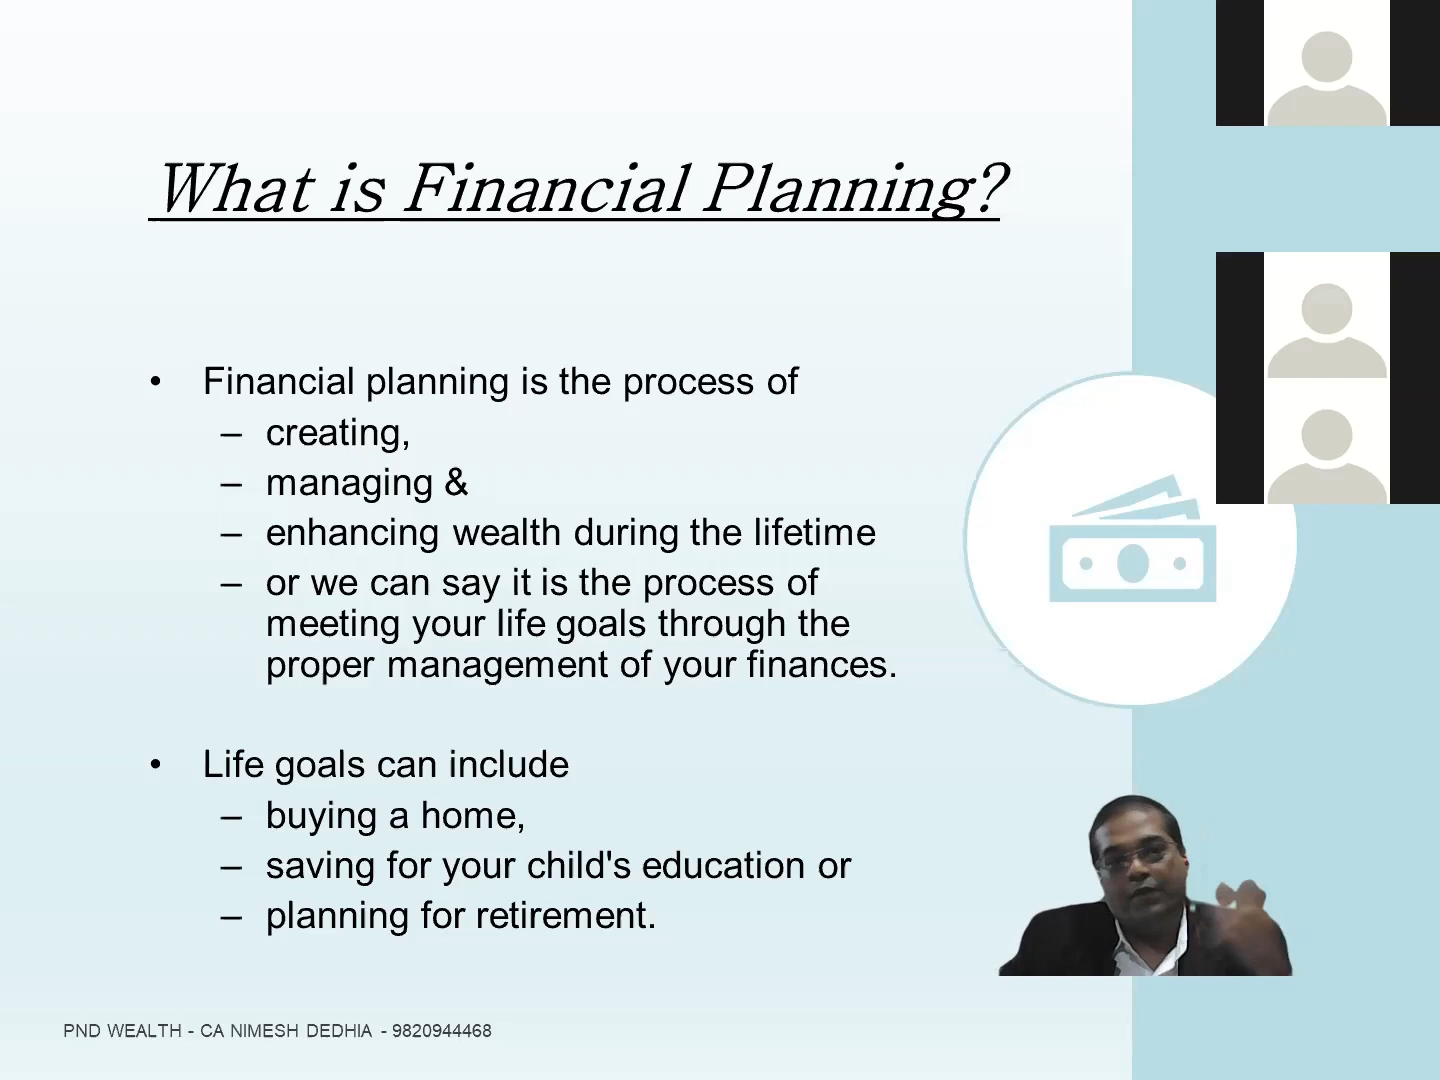 What is Financial Planning?
• Financial planning is the process of
– creating,
– managing &
– enhancing wealth during the lifetime
– or we can say it is the process of
meeting your life goals through the
proper management of your finances.
• Life goals can include
– buying a home,
– saving for your child's education or
– planning for retirement.
PND WEALTH - CA NIMESH DEDHIA - 9820944468